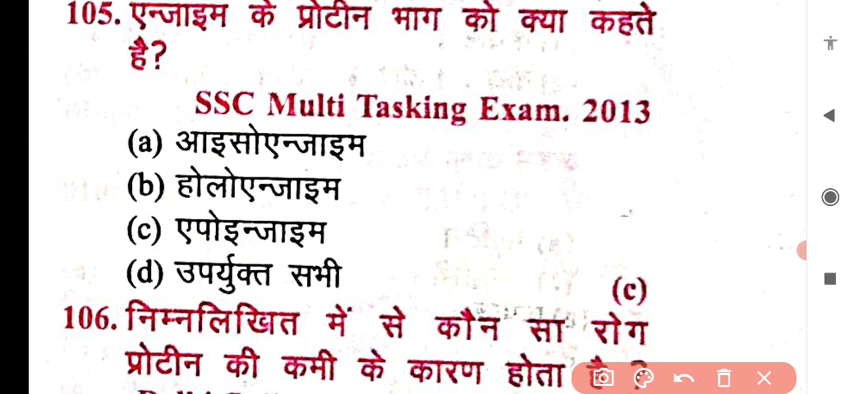 105. एन्जाइम के प्रोटीन भाग को क्या कहते
है?
SSC Multi Tasking Exam. 2013
(a) आइसोएन्जाइम
(b) होलोएन्जाइम
(c) एपोइन्जाइम
(d) उपर्युक्त सभी
(c)
106. निम्नलिखित में से कौन सा रोग
प्रोटीन की कमी के कारण होता है ?